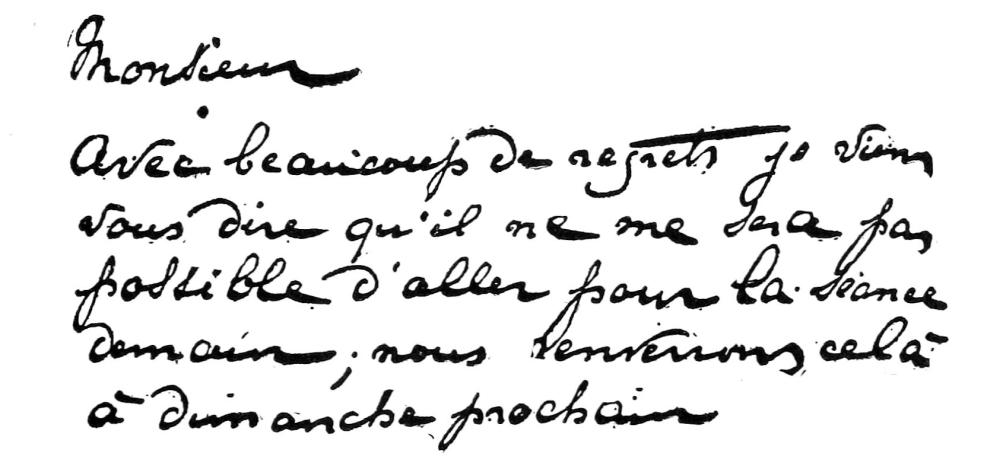 Monsieur
Avec beaucoup de regrets je viens
vous dire qu'il ne me sera pas
possible d'aller pour la séance
demain ; nous renverrons celà
à dimanche prochain